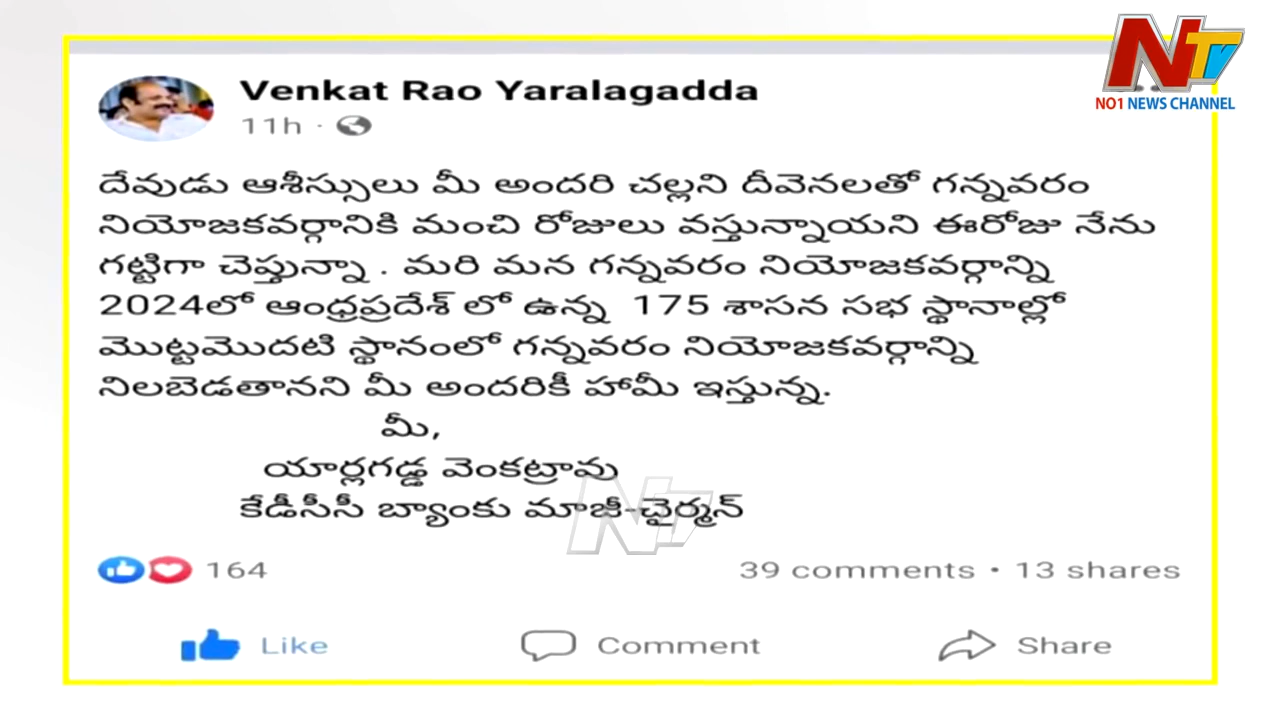 NTV
NO1 NEWS CHANNEL
Venkat Rao Yaralagadda
11h ·
దేవుడు ఆశీస్సులు మీ అందరి చల్లని దీవెనలతో గన్నవరం
నియోజకవర్గానికి మంచి రోజులు వస్తున్నాయని ఈరోజు నేను
గట్టిగా చెప్తున్నా . మరి మన గన్నవరం నియోజకవర్గాన్ని
2024లో ఆంధ్రప్రదేశ్ లో ఉన్న 175 శాసన సభ స్థానాల్లో
మొట్టమొదటి స్థానంలో గన్నవరం నియోజకవర్గాన్ని
నిలబెడతానని మీ అందరికీ హామీ ఇస్తున్న.
మీ,
యార్లగడ్డ వెంకట్రావు
కేడీసీసీ బ్యాంకు మాజీ-చైర్మన్
NTV
164
39 comments • 13 shares
Like Comment Share